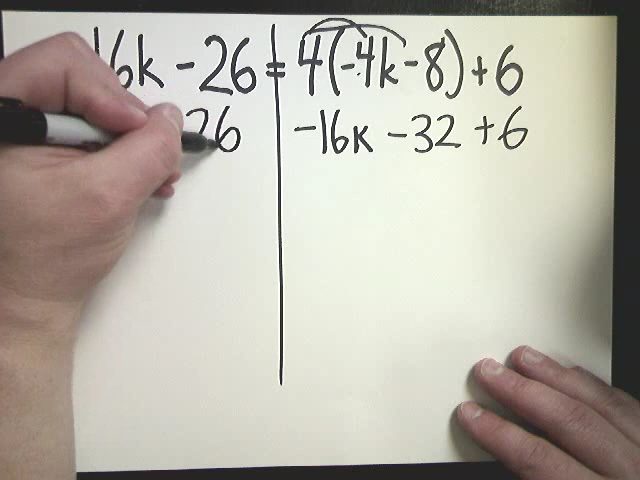 16k - 26 = 4(-4k - 8) + 6
26 -16k - 32 + 6